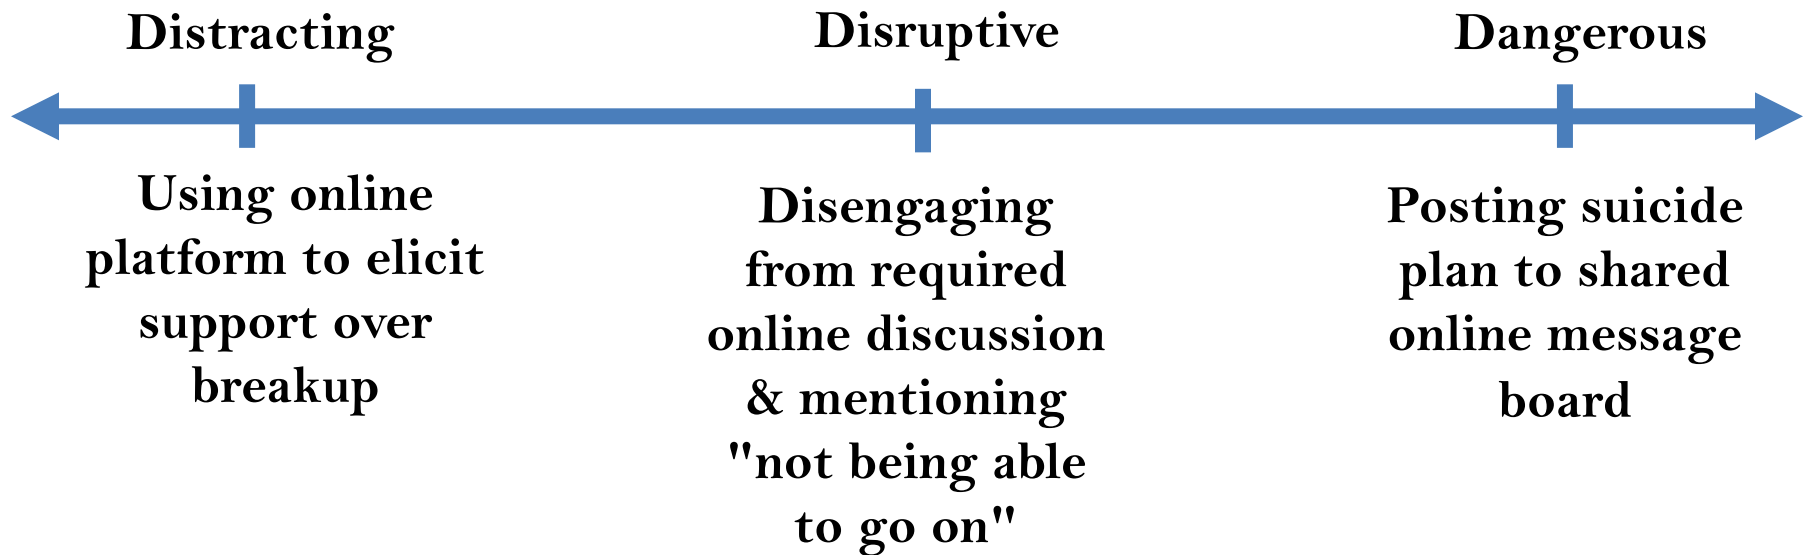 Distracting
Disruptive
Dangerous
Using online
platform to elicit
support over
breakup
Disengaging
from required
online discussion
& mentioning
"not being able
to go on"
Posting suicide
plan to shared
online message
board